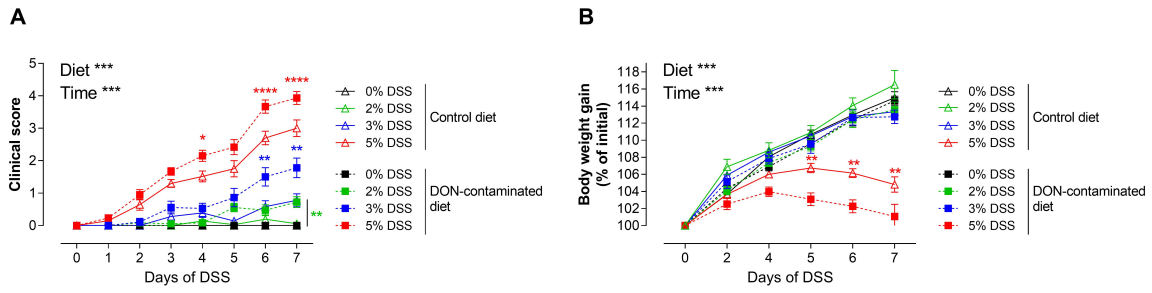 A
Diet ***
Time ***
Clinical score
5
4
3
2
1
0
*
****
****
**
**
**
0 1 2 3 4 5 6 7
Days of DSS
0% DSS
2% DSS
3% DSS
5% DSS
Control diet
0% DSS
2% DSS
3% DSS
5% DSS
DON-contaminated
diet
B
Diet ***
Time ***
Body weight gain
(% of initial)
118
116
114
112
110
108
106
104
102
100
**
**
**
0 2 4 5 6 7
Days of DSS
0% DSS
2% DSS
3% DSS
5% DSS
Control diet
0% DSS
2% DSS
3% DSS
5% DSS
DON-contaminated
diet